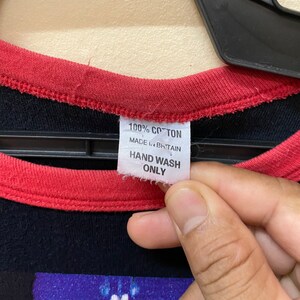 100% COTTON
MADE IN BRITAIN
HAND WASH
ONLY